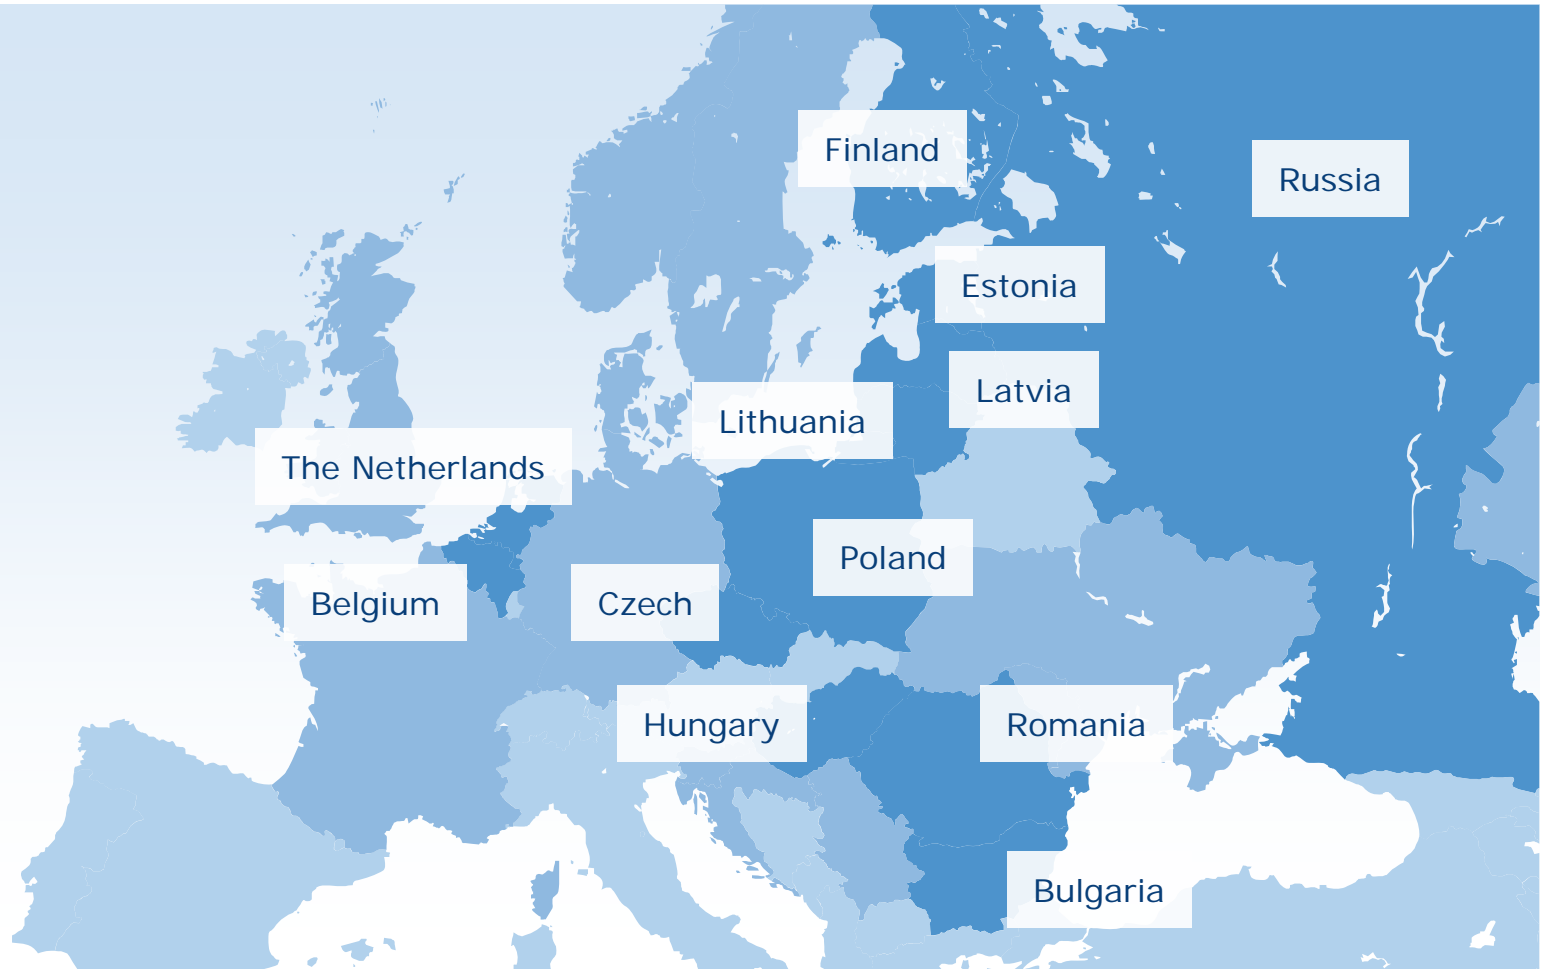 Finland
Russia
Estonia
Latvia
Lithuania
The Netherlands
Poland
Belgium
Czech
Hungary
Romania
Bulgaria